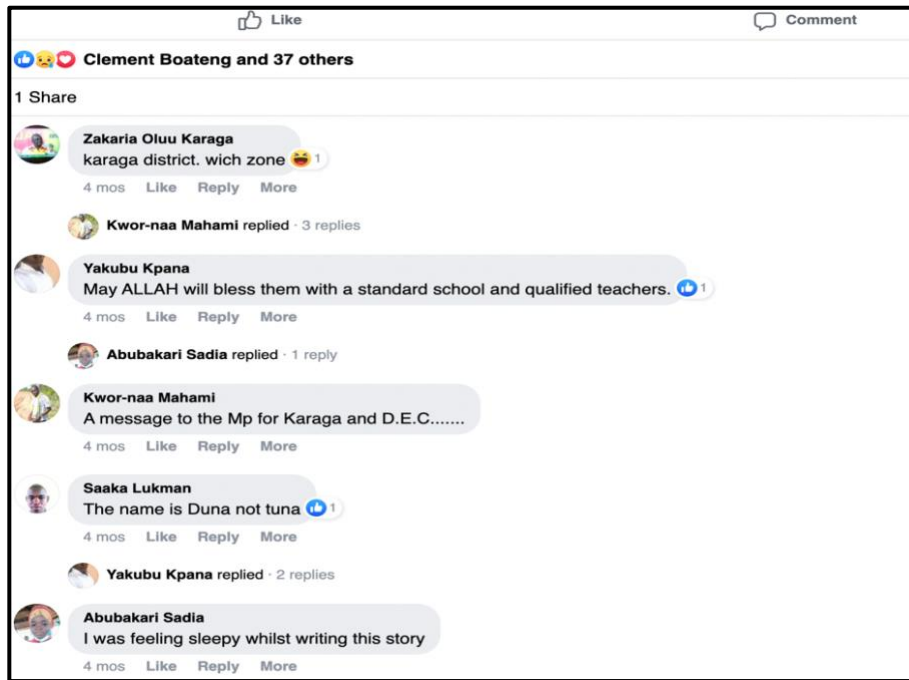 Like Comment
Clement Boateng and 37 others
1 Share
Zakaria Oluu Karaga
karaga district. wich zone 1
4 mos Like Reply More
Kwor-naa Mahami replied · 3 replies
Yakubu Kpana
May ALLAH will bless them with a standard school and qualified teachers. 1
4 mos Like Reply More
Abubakari Sadia replied · 1 reply
Kwor-naa Mahami
A message to the Mp for Karaga and D.E.C.......
4 mos Like Reply More
Saaka Lukman
The name is Duna not tuna 1
4 mos Like Reply More
Yakubu Kpana replied · 2 replies
Abubakari Sadia
I was feeling sleepy whilst writing this story
4 mos Like Reply More